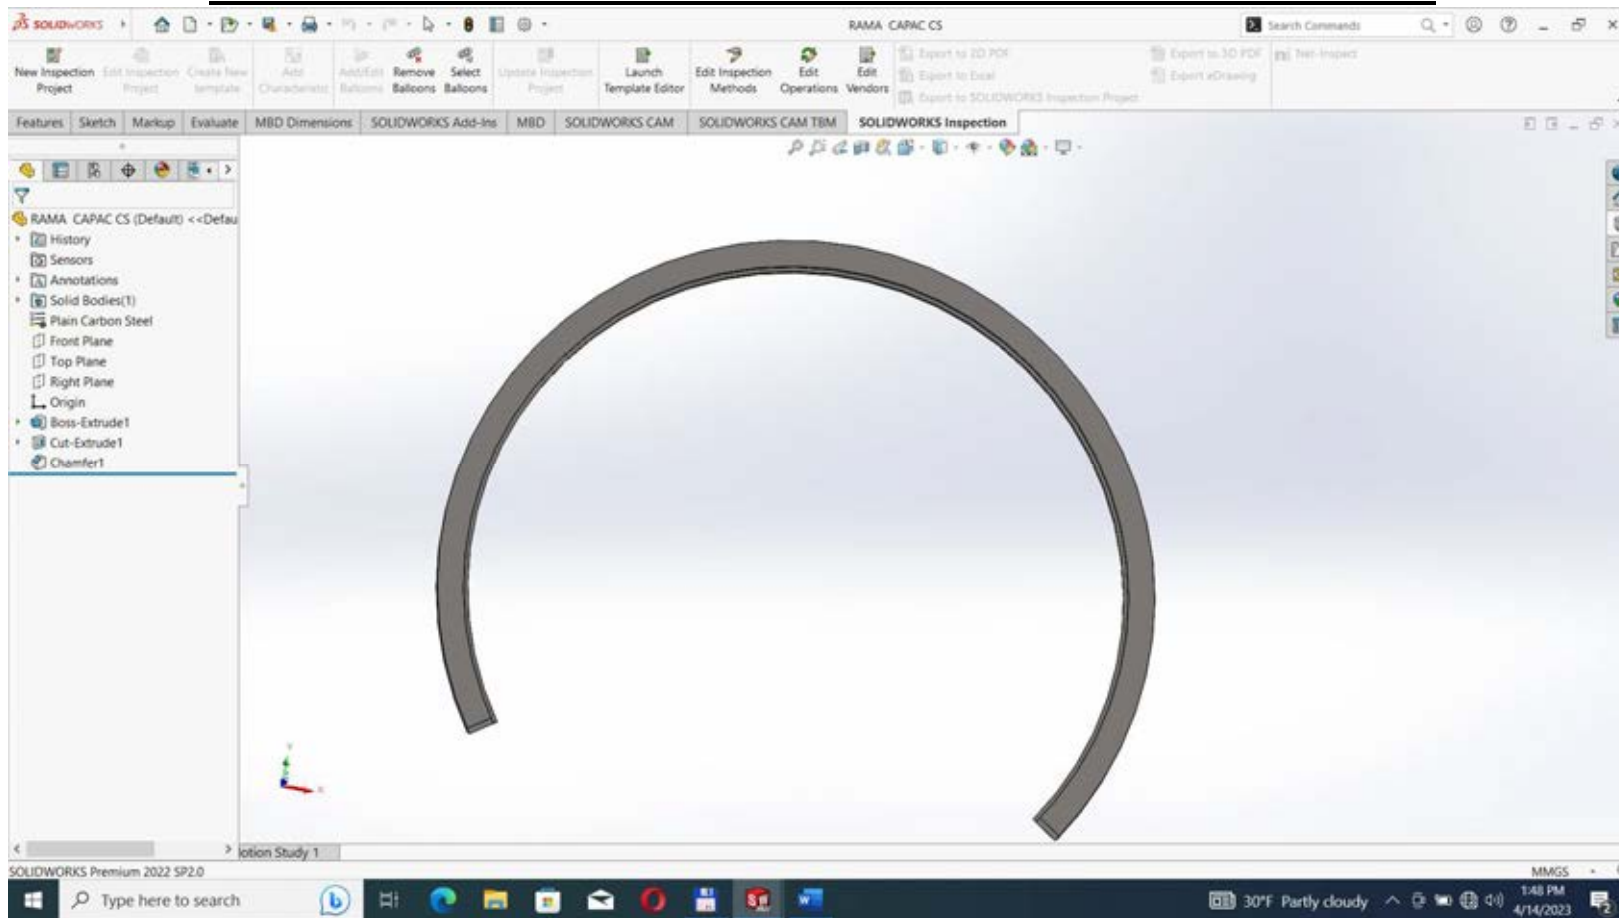 SOLIDWORKS
RAMA CAPAC CS
Search Commands
New Inspection Project
Edit Inspection Project
Create New template
Add Characteristic
Add/Edit Balloons
Remove Balloons
Select Balloons
Update Inspection Project
Launch Template Editor
Edit Inspection Methods
Edit Operations
Edit Vendors
Export to 2D PDF
Export to Excel
Export to SOLIDWORKS Inspection Project
Export to 3D PDF
Export eDrawing
Net-Inspect
Features Sketch Markup Evaluate MBD Dimensions SOLIDWORKS Add-Ins MBD SOLIDWORKS CAM SOLIDWORKS CAM TBM SOLIDWORKS Inspection
RAMA CAPAC CS (Default) <<Defau
History
Sensors
Annotations
Solid Bodies(1)
Plain Carbon Steel
Front Plane
Top Plane
Right Plane
Origin
Boss-Extrude1
Cut-Extrude1
Chamfer1
otion Study 1
SOLIDWORKS Premium 2022 SP2.0
MMGS
Type here to search
30°F Partly cloudy
1:48 PM
4/14/2023